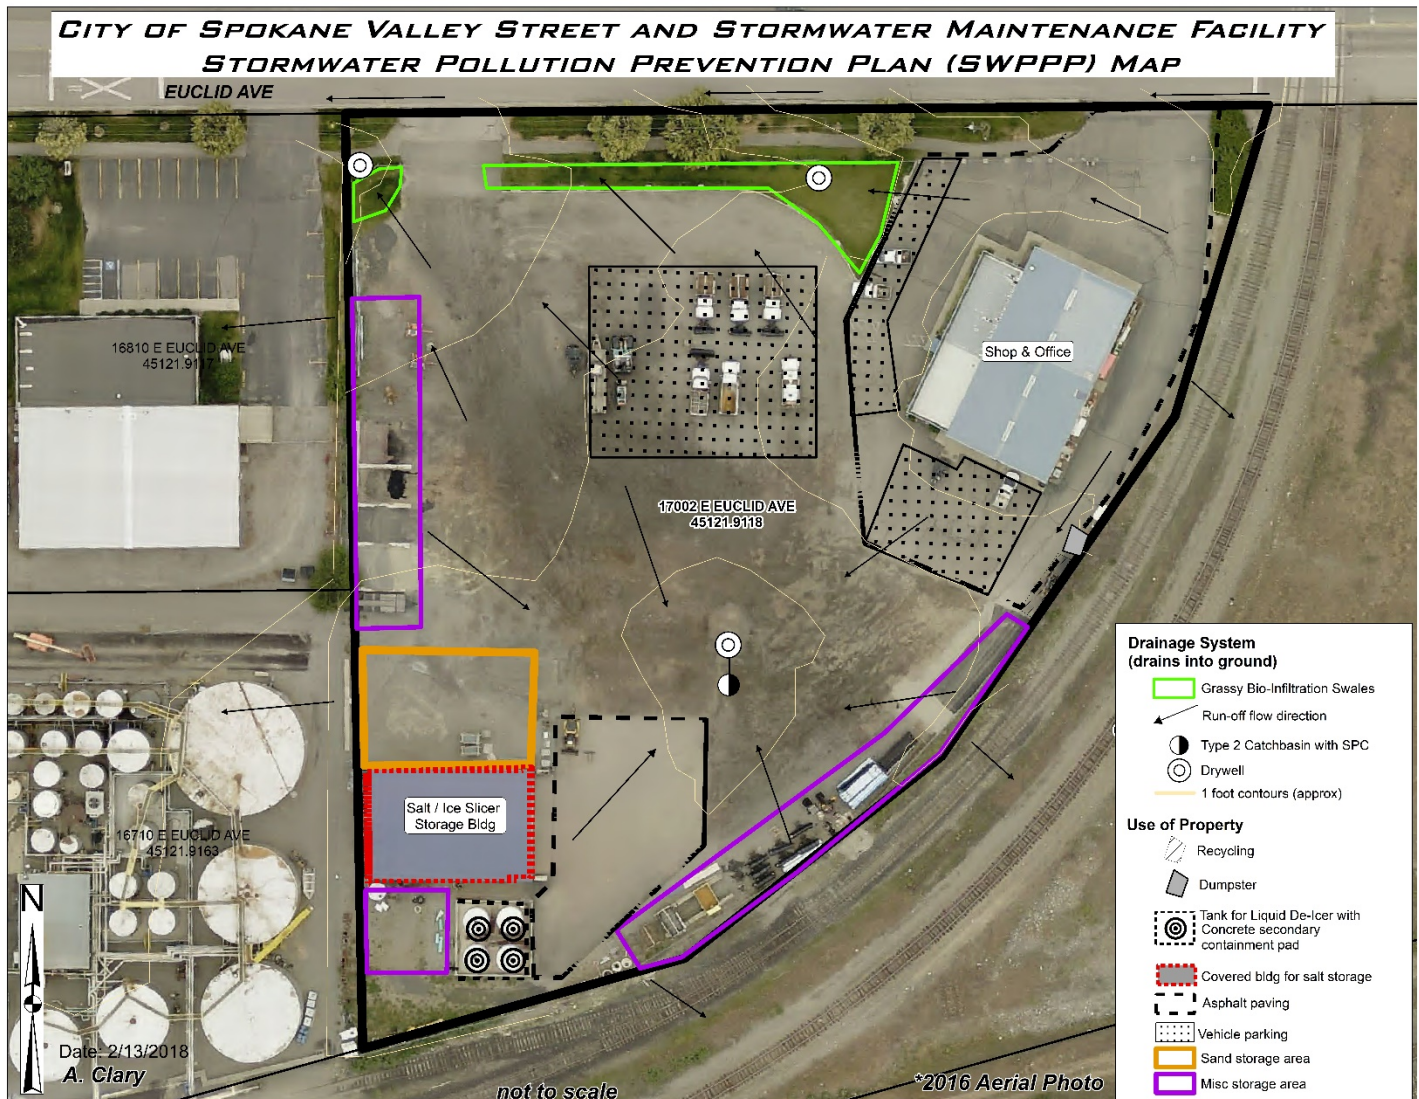 CITY OF SPOKANE VALLEY STREET AND STORMWATER MAINTENANCE FACILITY
STORMWATER POLLUTION PREVENTION PLAN (SWPPP) MAP
EUCLID AVE
16810 E EUCLID AVE
45121.9117
Shop & Office
17002 E EUCLID AVE
45121.9118
Salt / Ice Slicer
Storage Bldg
16710 E EUCLID AVE
45121.9163
N
Date: 2/13/2018
A. Clary
not to scale
*2016 Aerial Photo
Drainage System
(drains into ground)
Grassy Bio-Infiltration Swales
Run-off flow direction
Type 2 Catchbasin with SPC
Drywell
1 foot contours (approx)
Use of Property
Recycling
Dumpster
Tank for Liquid De-Icer with
Concrete secondary
containment pad
Covered bldg for salt storage
Asphalt paving
Vehicle parking
Sand storage area
Misc storage area